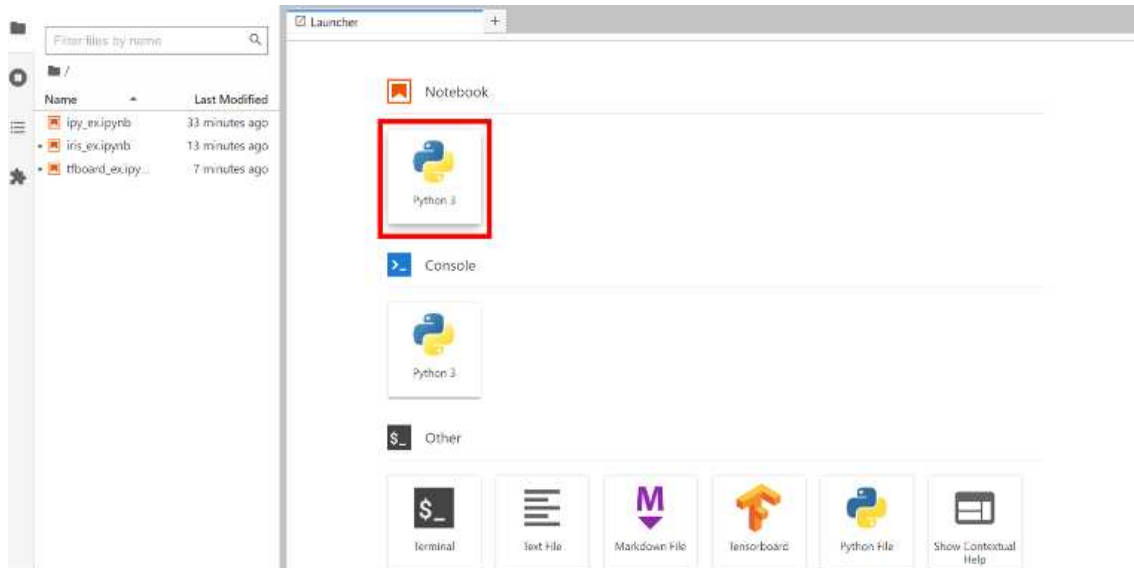 Launcher
+
Filter files by name
/
Name Last Modified
ipy_ex.ipynb 33 minutes ago
iris_ex.ipynb 13 minutes ago
tfboard_ex.ipy... 7 minutes ago
Notebook
Python 3
Console
Python 3
$_ Other
$_
M
Terminal Text File Markdown File Tensorboard Python File Show Contextual
Help